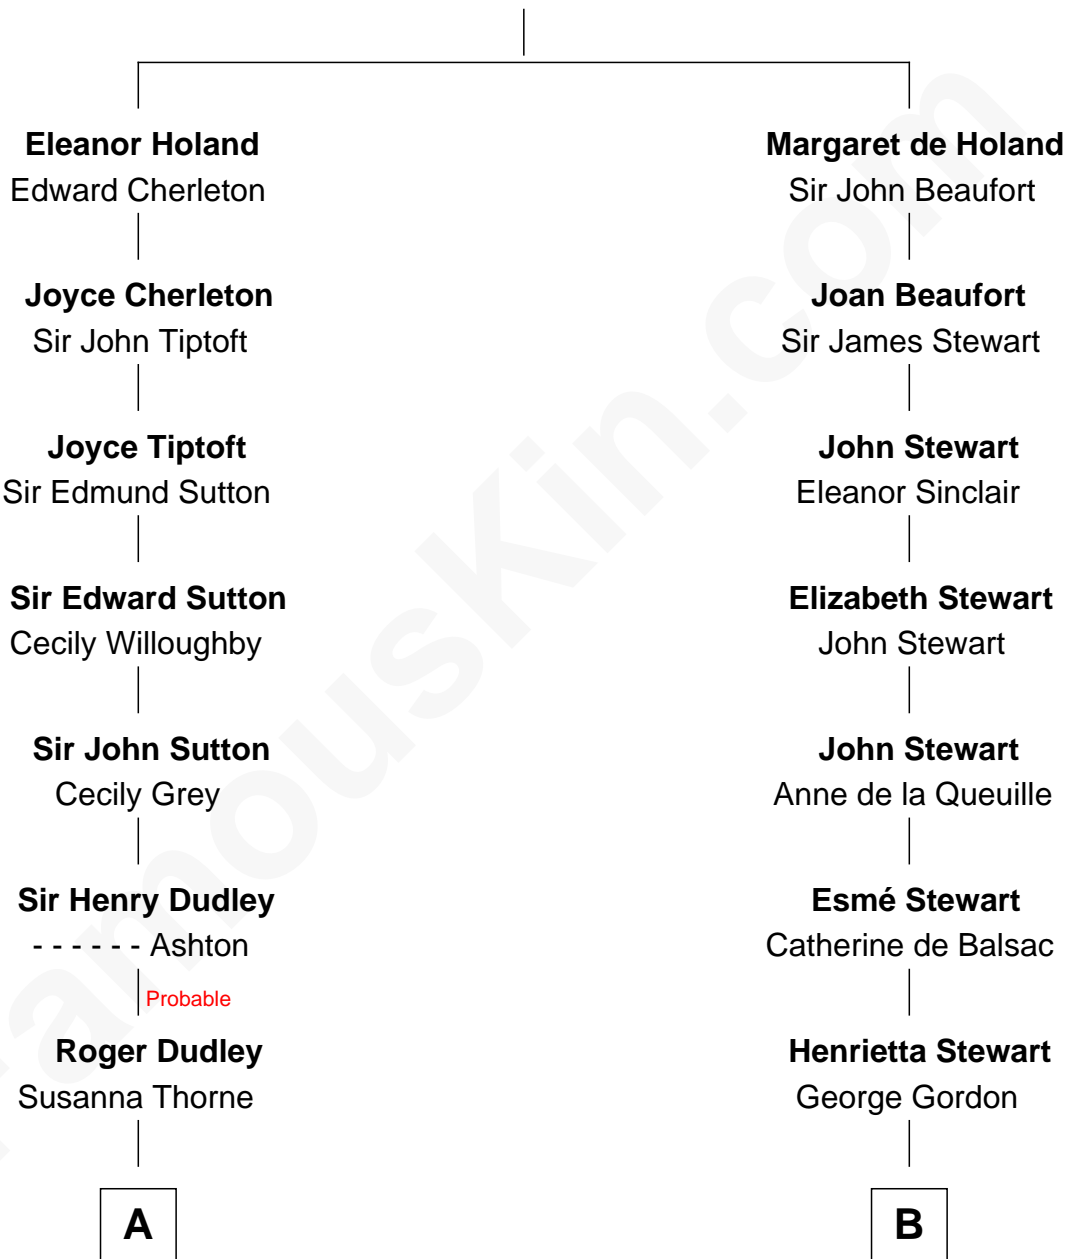 Eleanor Holand
Edward Cherleton
Joyce Cherleton
Sir John Tiptoft
Joyce Tiptoft
Sir Edmund Sutton
Sir Edward Sutton
Cecily Willoughby
Sir John Sutton
Cecily Grey
Sir Henry Dudley
- - - - - - Ashton
Probable
Roger Dudley
Susanna Thorne
A
Margaret de Holand
Sir John Beaufort
Joan Beaufort
Sir James Stewart
John Stewart
Eleanor Sinclair
Elizabeth Stewart
John Stewart
John Stewart
Anne de la Queuille
Esmé Stewart
Catherine de Balsac
Henrietta Stewart
George Gordon
B
FamousKin.com